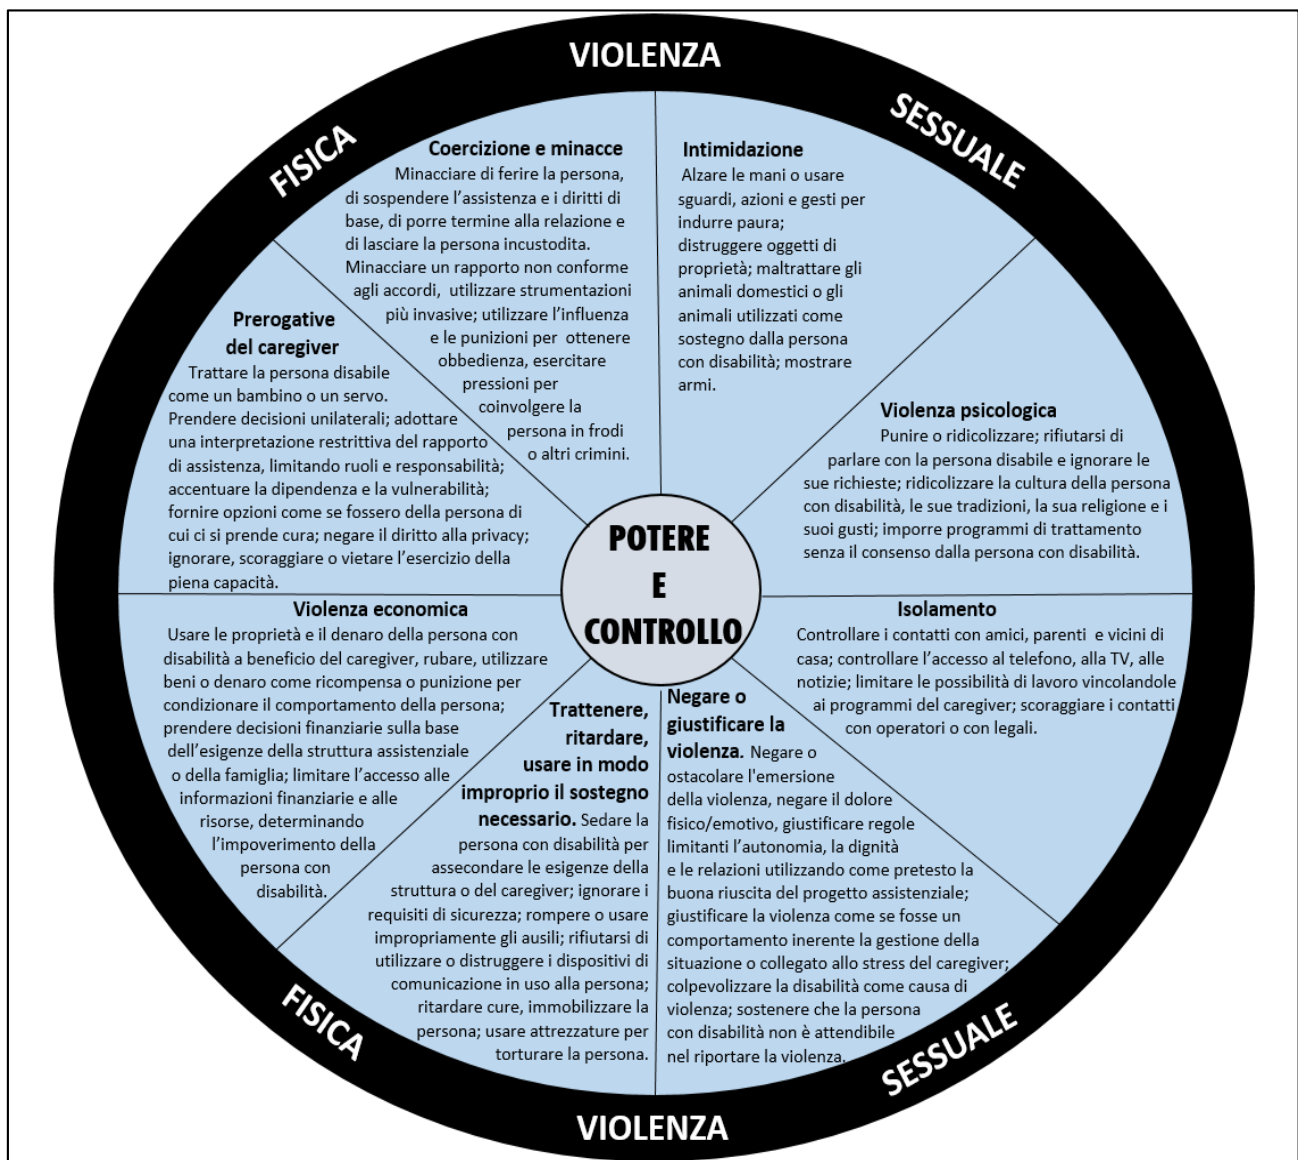 VIOLENZA
FISICA
SESSUALE
Coercizione e minacce
Minacciare di ferire la persona,
di sospendere l'assistenza e i diritti di
base, di porre termine alla relazione e
di lasciare la persona incustodita.
Minacciare un rapporto non conforme
agli accordi, utilizzare strumentazioni
più invasive; utilizzare l'influenza
e le punizioni per ottenere
obbedienza, esercitare
pressioni per
coinvolgere la
persona in frodi
o altri crimini.
Intimidazione
Alzare le mani o usare
sguardi, azioni e gesti per
indurre paura;
distruggere oggetti di
proprietà; maltrattare gli
animali domestici o gli
animali utilizzati come
sostegno dalla persona
con disabilità; mostrare
armi.
Prerogative
del caregiver
Trattare la persona disabile
come un bambino o un servo.
Prendere decisioni unilaterali; adottare
una interpretazione restrittiva del rapporto
di assistenza, limitando ruoli e responsabilità;
accentuare la dipendenza e la vulnerabilità;
fornire opzioni come se fossero della persona di
cui ci si prende cura; negare il diritto alla privacy;
ignorare, scoraggiare o vietare l'esercizio della
piena capacità.
Violenza psicologica
Punire o ridicolizzare; rifiutarsi di
parlare con la persona disabile e ignorare le
sue richieste; ridicolizzare la cultura della persona
con disabilità, le sue tradizioni, la sua religione e i
suoi gusti; imporre programmi di trattamento
senza il consenso dalla persona con disabilità.
POTERE
E
CONTROLLO
Violenza economica
Usare le proprietà e il denaro della persona con
disabilità a beneficio del caregiver, rubare, utilizzare
beni o denaro come ricompensa o punizione per
condizionare il comportamento della persona;
prendere decisioni finanziarie sulla base
dell'esigenze della struttura assistenziale
o della famiglia; limitare l'accesso alle
informazioni finanziarie e alle
risorse, determinando
l'impoverimento della
persona con
disabilità.
Isolamento
Controllare i contatti con amici, parenti e vicini di
casa; controllare l'accesso al telefono, alla TV, alle
notizie; limitare le possibilità di lavoro vincolandole
ai programmi del caregiver; scoraggiare i contatti
con operatori o con legali.
Trattenere,
ritardare,
usare in modo
improprio il sostegno
necessario. Sedare la
persona con disabilità per
assecondare le esigenze della
struttura o del caregiver; ignorare i
requisiti di sicurezza; rompere o usare
impropriamente gli ausili; rifiutarsi di
utilizzare o distruggere i dispositivi di
comunicazione in uso alla persona;
ritardare cure, immobilizzare la
persona; usare attrezzature per
torturare la persona.
Negare o
giustificare la
violenza. Negare o
ostacolare l'emersione
della violenza, negare il dolore
fisico/emotivo, giustificare regole
limitanti l'autonomia, la dignità
e le relazioni utilizzando come pretesto la
buona riuscita del progetto assistenziale;
giustificare la violenza come se fosse un
comportamento inerente la gestione della
situazione o collegato allo stress del caregiver;
colpevolizzare la disabilità come causa di
violenza; sostenere che la persona
con disabilità non è attendibile
nel riportare la violenza.
FISICA
SESSUALE
VIOLENZA